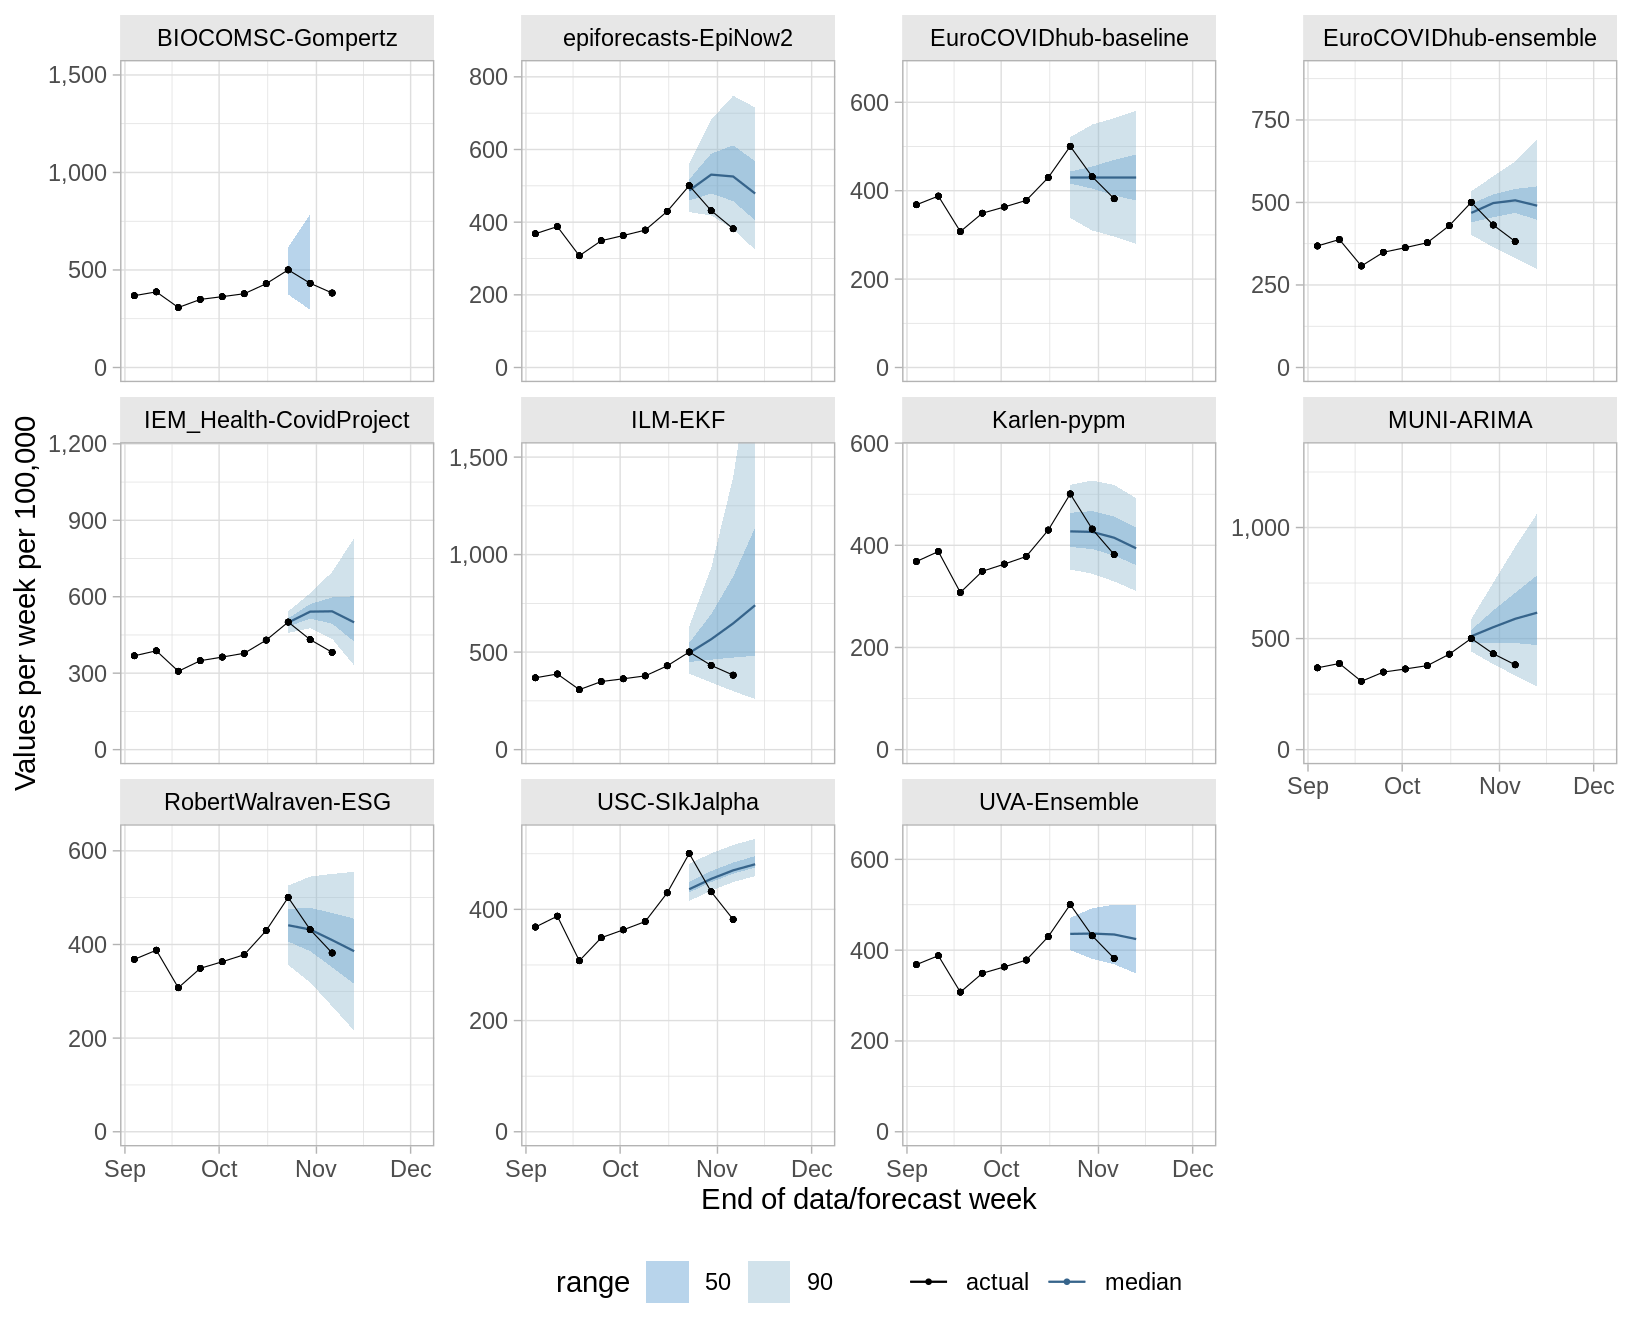 BIOCOMSC-Gompertz
epiforecasts-EpiNow2
EuroCOVIDhub-baseline
EuroCOVIDhub-ensemble
1,500
1,000
500
0
800
600
400
200
0
600
400
200
0
750
500
250
0
IEM_Health-CovidProject
ILM-EKF
Karlen-pypm
MUNI-ARIMA
1,200
900
600
300
0
1,500
1,000
500
0
600
400
200
0
1,000
500
0
Sep Oct Nov Dec
Values per week per 100,000
RobertWalraven-ESG
USC-SIkJalpha
UVA-Ensemble
600
400
200
0
400
200
0
600
400
200
0
Sep Oct Nov Dec
Sep Oct Nov Dec
Sep Oct Nov Dec
End of data/forecast week
range 50 90 actual median